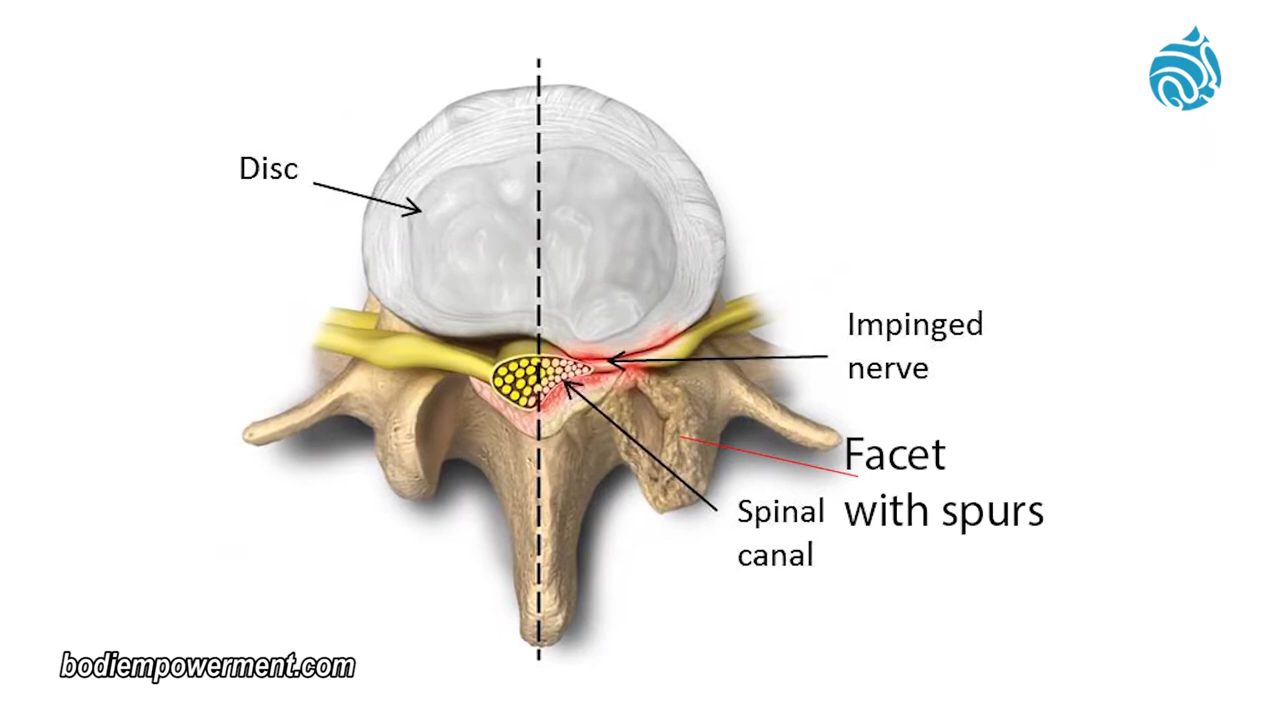 Disc
Impinged
nerve
Facet
with spurs
Spinal
canal
bodiempowerment.com